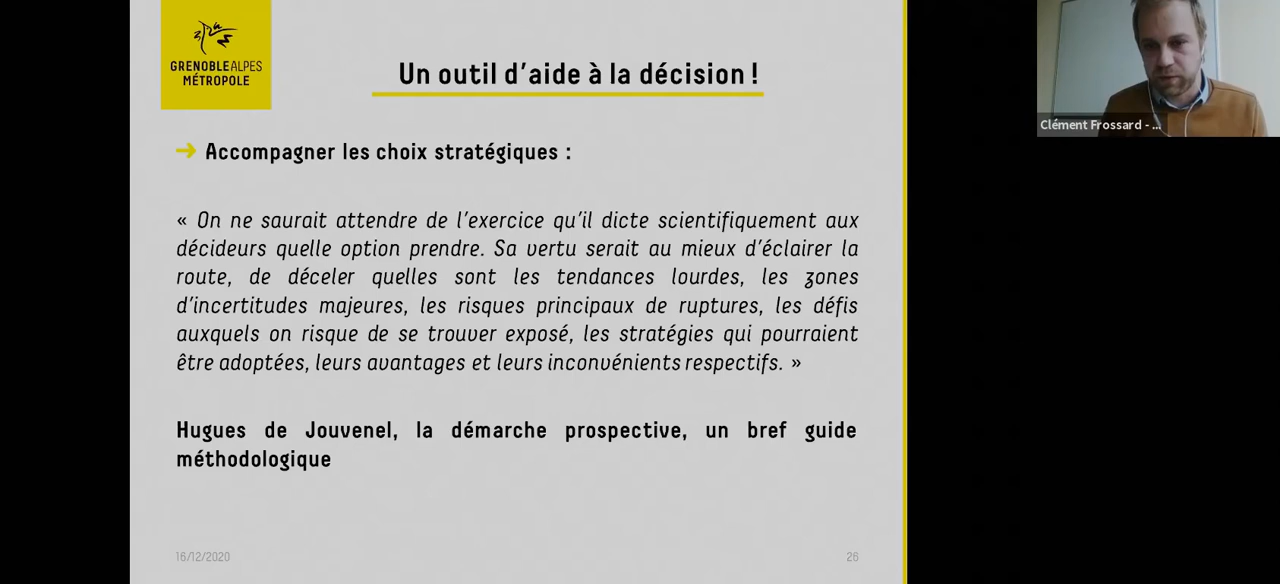 GRENOBLEALPES
MÉTROPOLE
Un outil d'aide à la décision !
➜ Accompagner les choix stratégiques :
« On ne saurait attendre de l'exercice qu'il dicte scientifiquement aux
décideurs quelle option prendre. Sa vertu serait au mieux d'éclairer la
route, de déceler quelles sont les tendances lourdes, les zones
d'incertitudes majeures, les risques principaux de ruptures, les défis
auxquels on risque de se trouver exposé, les stratégies qui pourraient
être adoptées, leurs avantages et leurs inconvénients respectifs. »
Hugues de Jouvenel, la démarche prospective, un bref guide
méthodologique
16/12/2020
26
Clément Frossard - ...